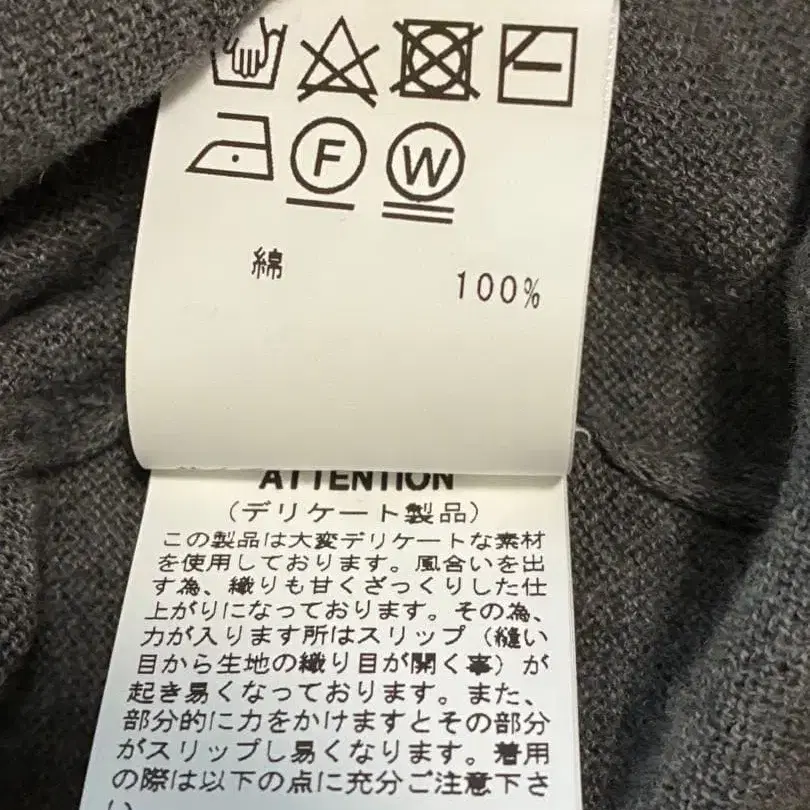 F W
綿 100%
ATTENTION
(デリケート製品)
この製品は大変デリケートな素材
を使用しております。風合いを出
す為、織りも甘くざっくりした仕
上がりになっております。その為、
力が入ります所はスリップ(縫い
目から生地の織り目が開く事)が
起き易くなっております。また、
部分的に力をかけますとその部分
がスリップし易くなります。着用
の際は以下の点に充分ご注意下さ